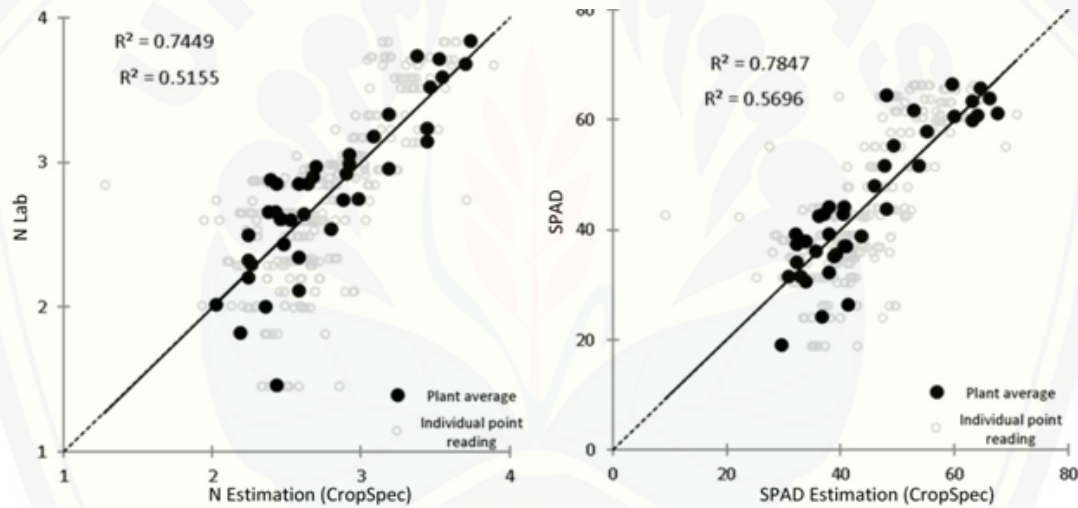 4
R² = 0.7449
R² = 0.5155
3
N Lab
2
Plant average
Individual point
reading
1
1
2
3
4
N Estimation (CropSpec)
80
R² = 0.7847
R² = 0.5696
60
SPAD
40
20
Plant average
Individual point
reading
0
0
20
40
60
80
SPAD Estimation (CropSpec)